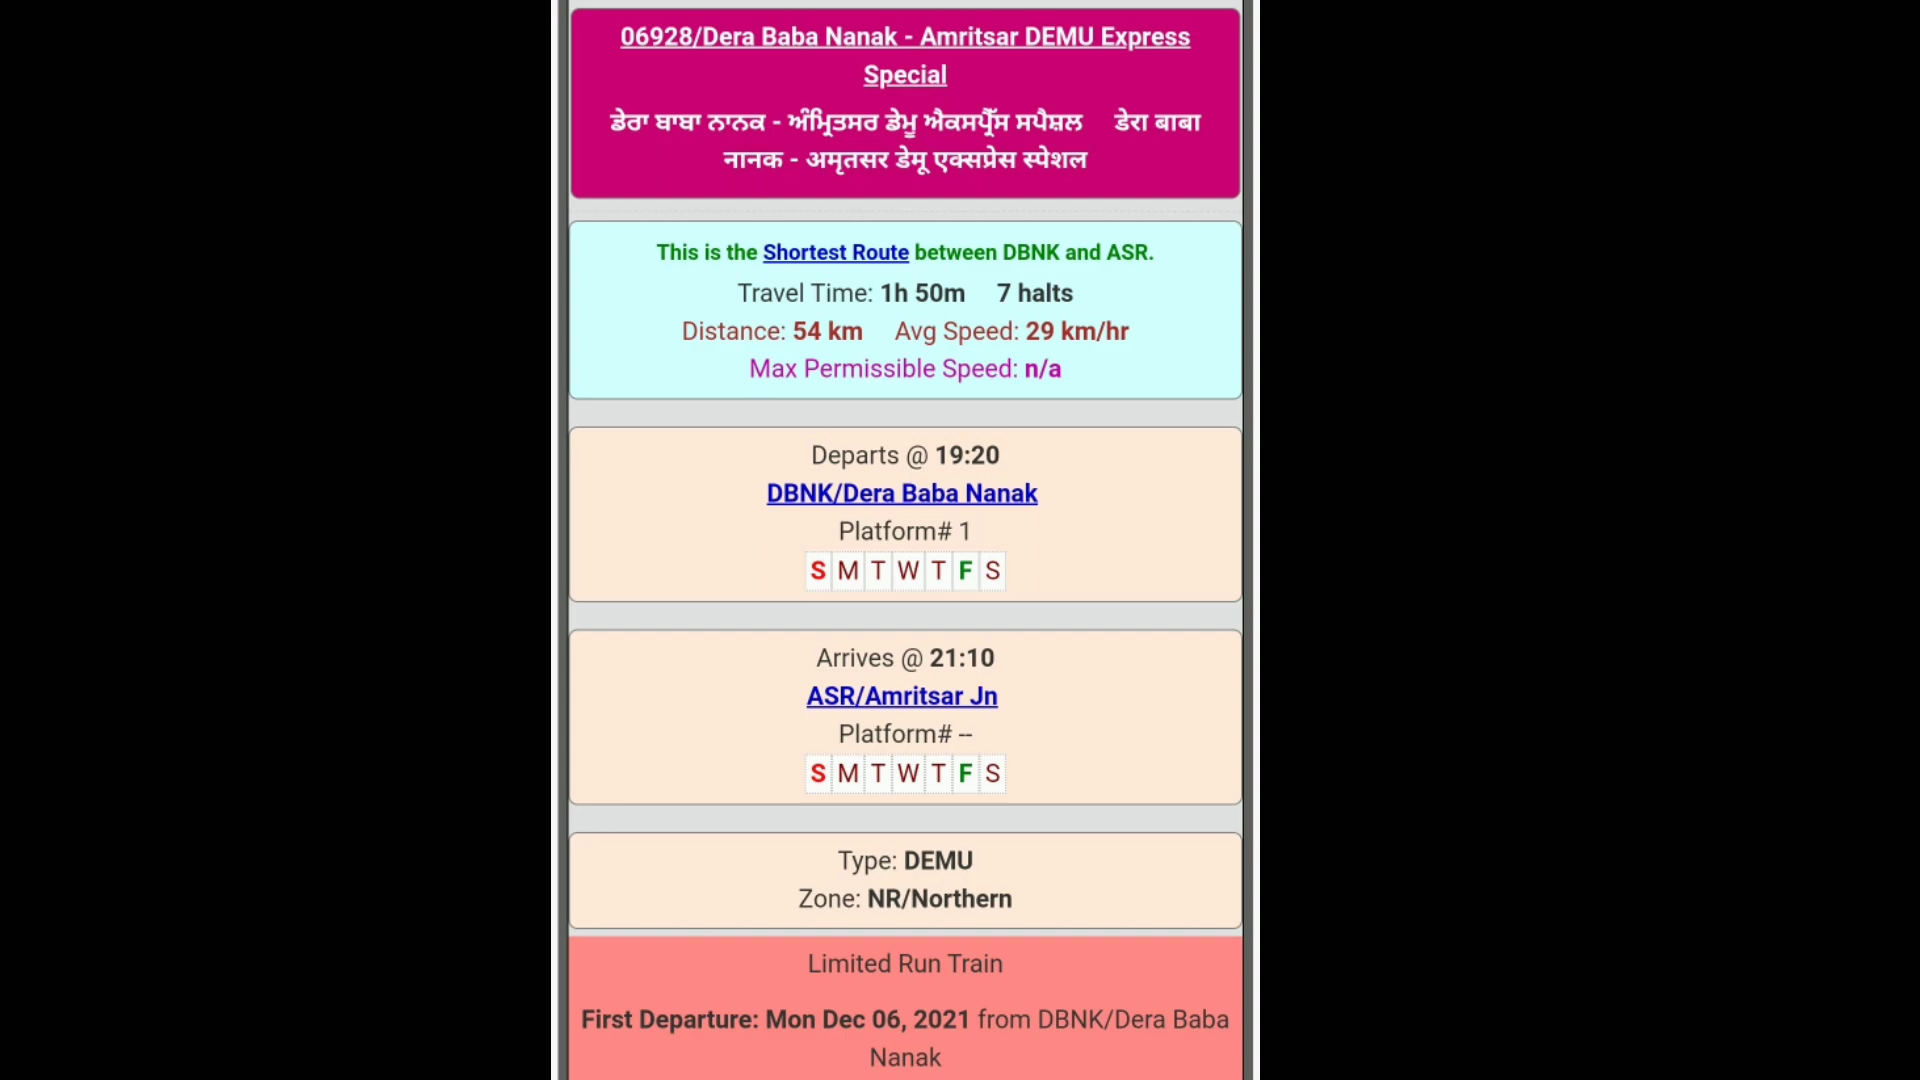 06928/Dera Baba Nanak - Amritsar DEMU Express
Special
ਡੇਰਾ ਬਾਬਾ ਨਾਨਕ - ਅੰਮ੍ਰਿਤਸਰ ਡੇਮੂ ਐਕਸਪ੍ਰੈੱਸ ਸਪੈਸ਼ਲ डेरा बाबा
नानक - अमृतसर डेमू एक्सप्रेस स्पेशल
This is the Shortest Route between DBNK and ASR.
Travel Time: 1h 50m 7 halts
Distance: 54 km Avg Speed: 29 km/hr
Max Permissible Speed: n/a
Departs @ 19:20
DBNK/Dera Baba Nanak
Platform# 1
S M T W T F S
Arrives @ 21:10
ASR/Amritsar Jn
Platform# --
S M T W T F S
Type: DEMU
Zone: NR/Northern
Limited Run Train
First Departure: Mon Dec 06, 2021 from DBNK/Dera Baba
Nanak